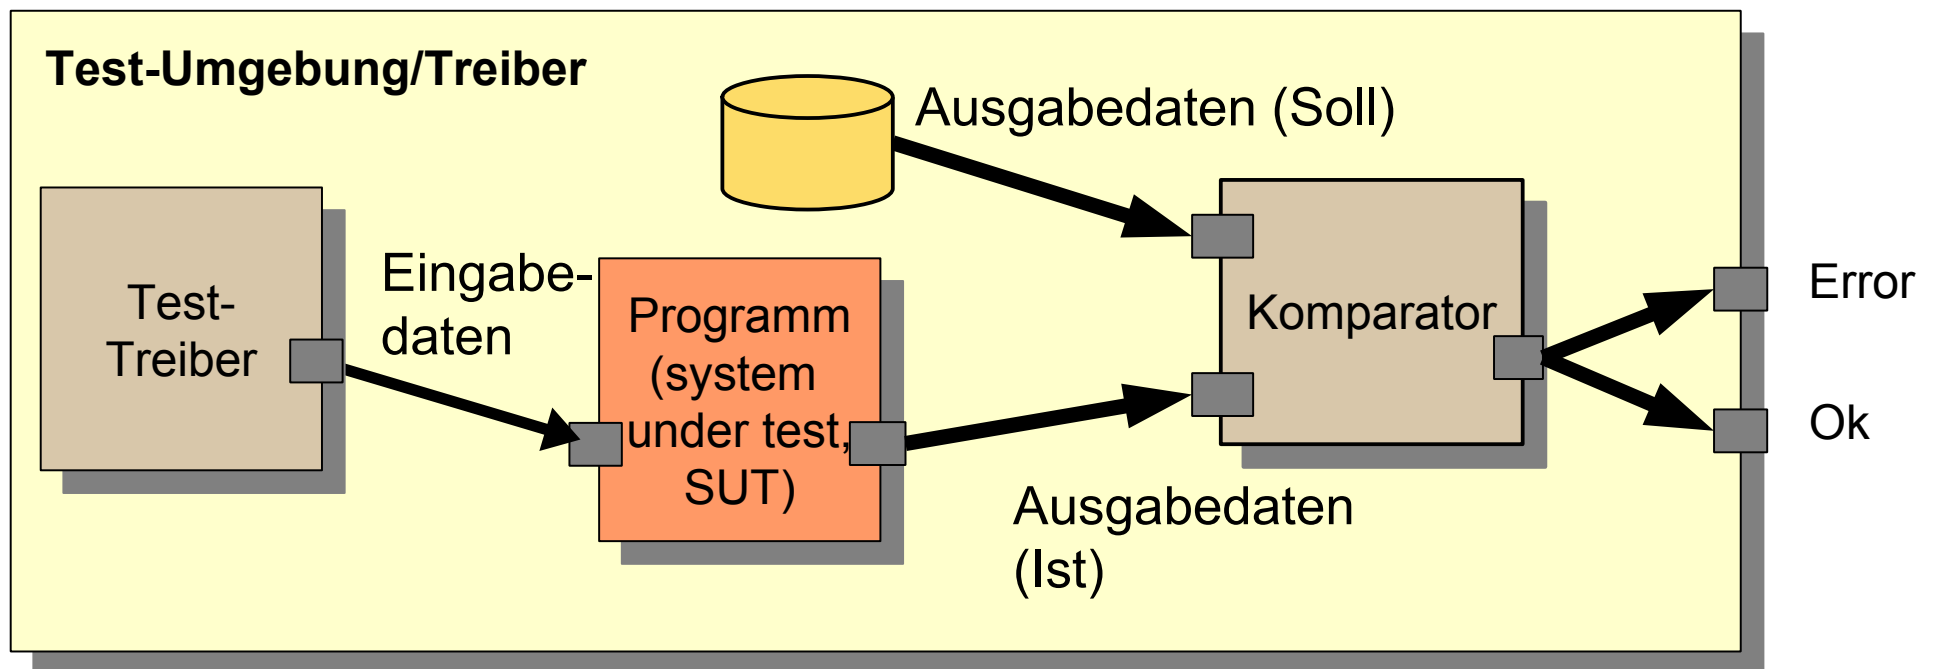 Test-Umgebung/Treiber
Ausgabedaten (Soll)
Test-
Treiber
Eingabe-
daten
Programm
(system
under test,
SUT)
Komparator
Error
Ok
Ausgabedaten
(Ist)